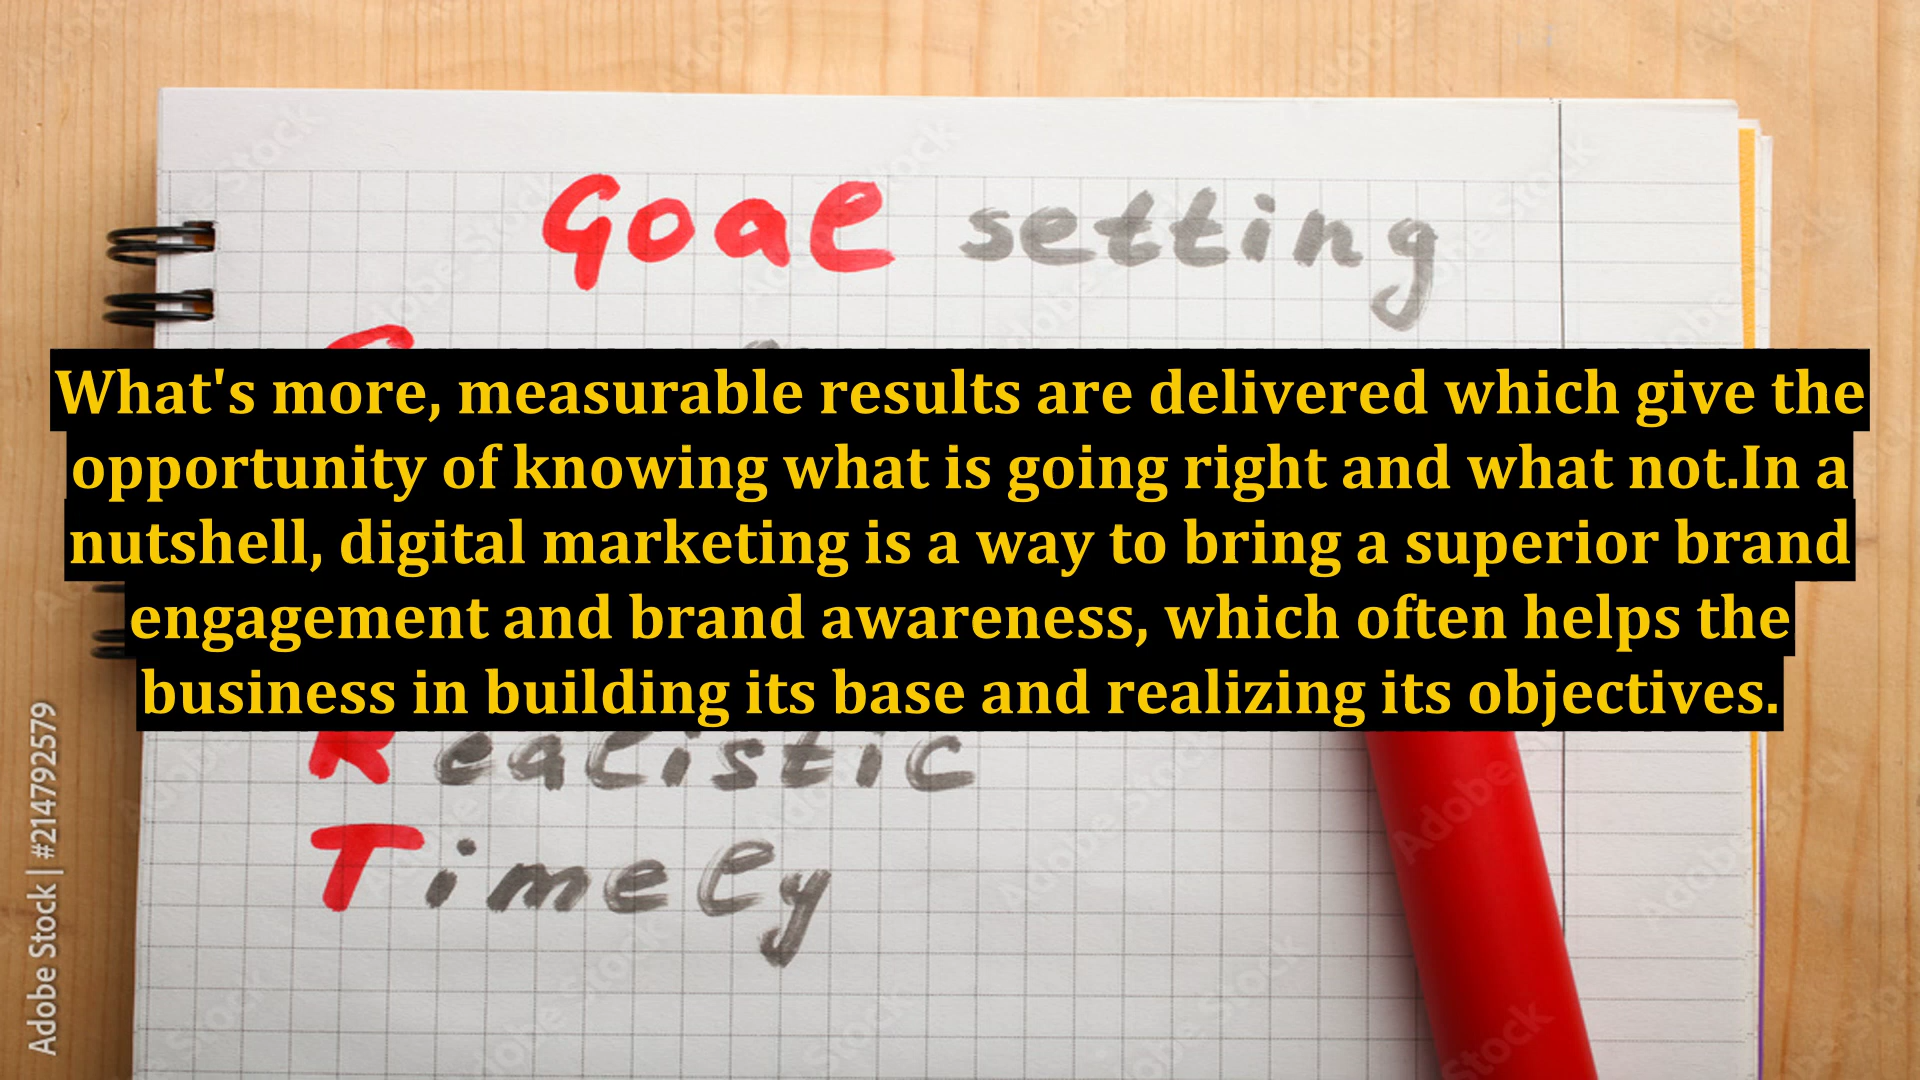 Goal setting
What's more, measurable results are delivered which give the
opportunity of knowing what is going right and what not.In a
nutshell, digital marketing is a way to bring a superior brand
engagement and brand awareness, which often helps the
business in building its base and realizing its objectives.
Realistic
Timely
Adobe Stock | #214792579